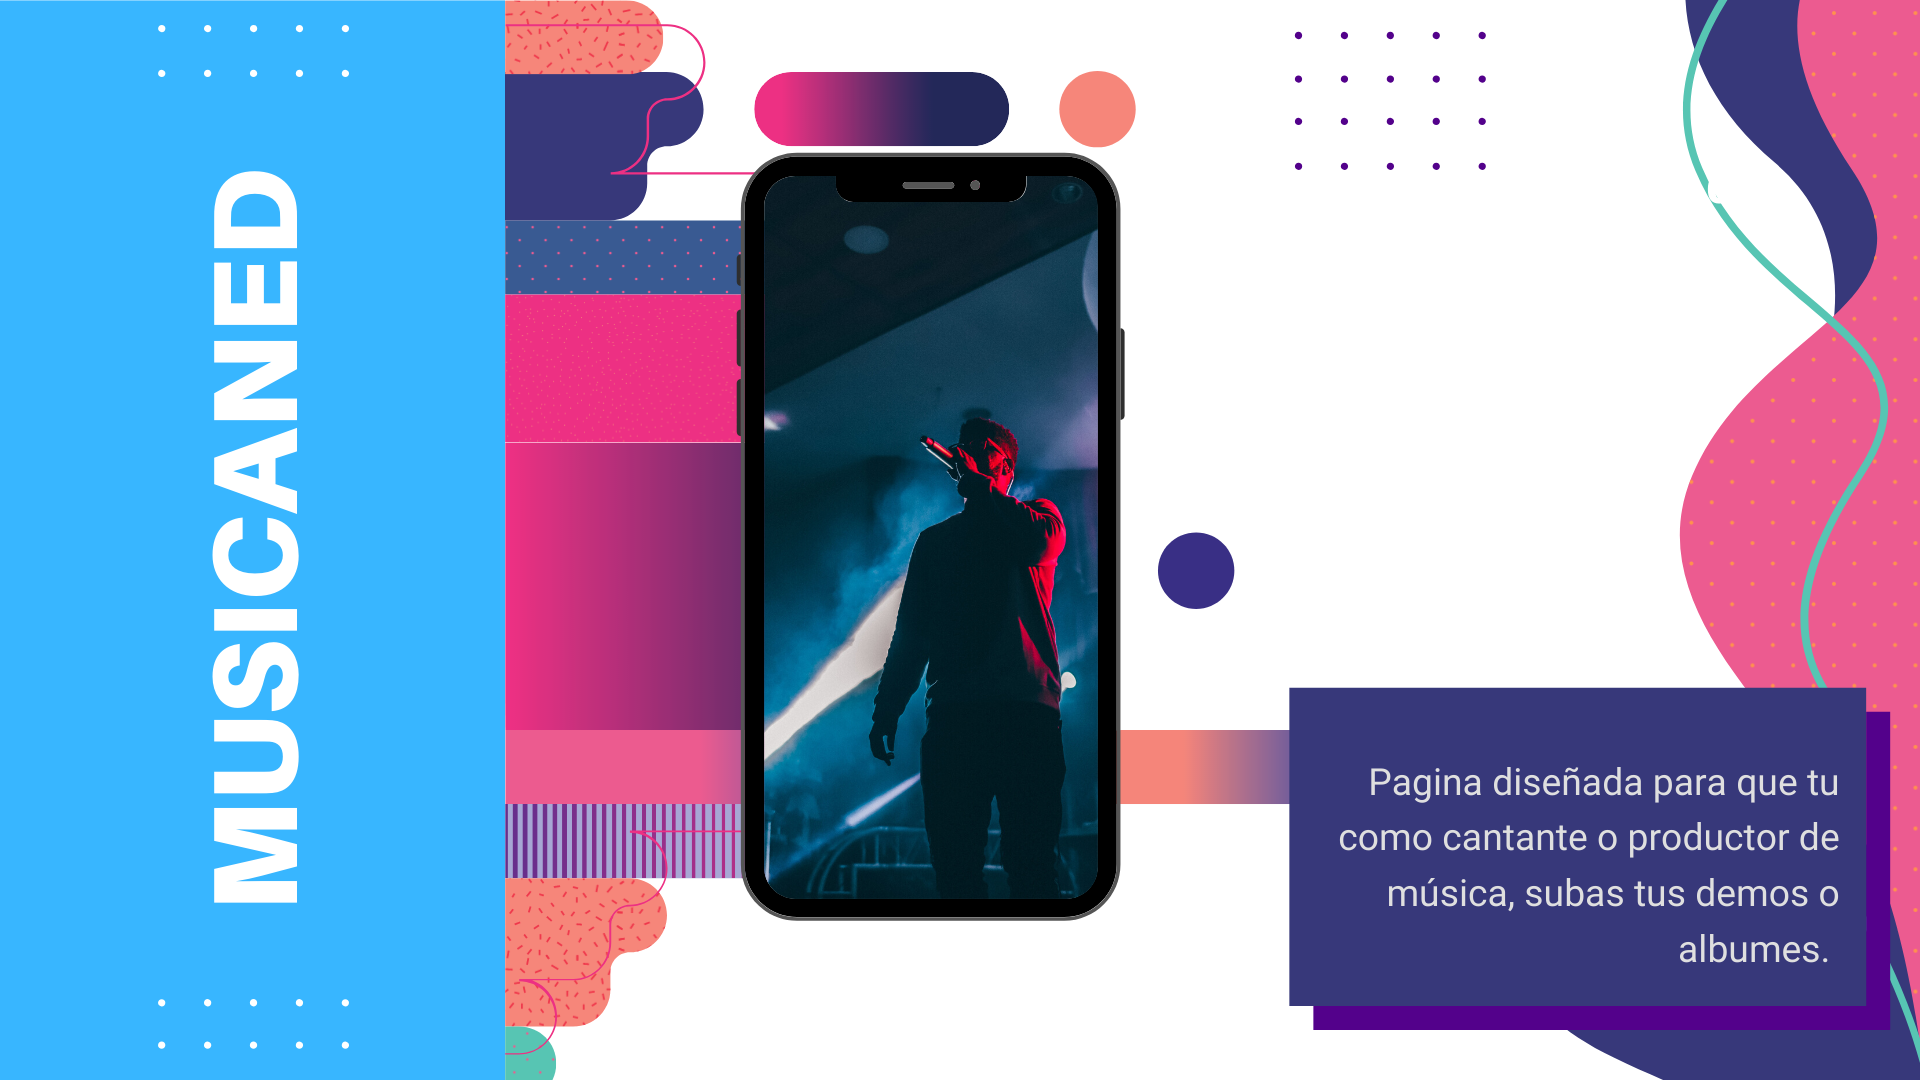 MUSICANED
Pagina diseñada para que tu
como cantante o productor de
música, subas tus demos o
albumes.